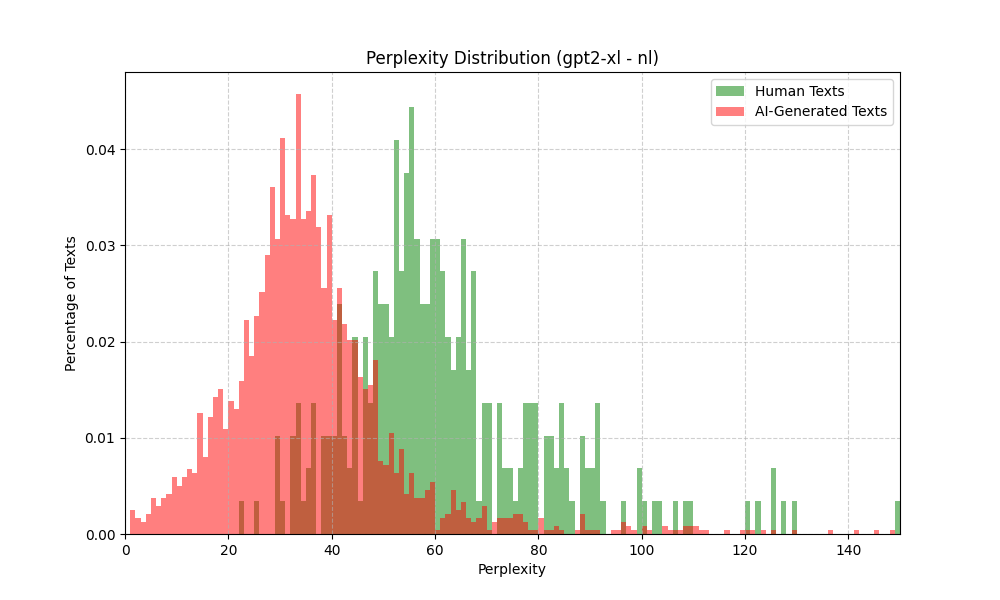 Perplexity Distribution (gpt2-xl - nl)
Human Texts
AI-Generated Texts
Percentage of Texts
0.04
0.03
0.02
0.01
0.00
0 20 40 60 80 100 120 140
Perplexity